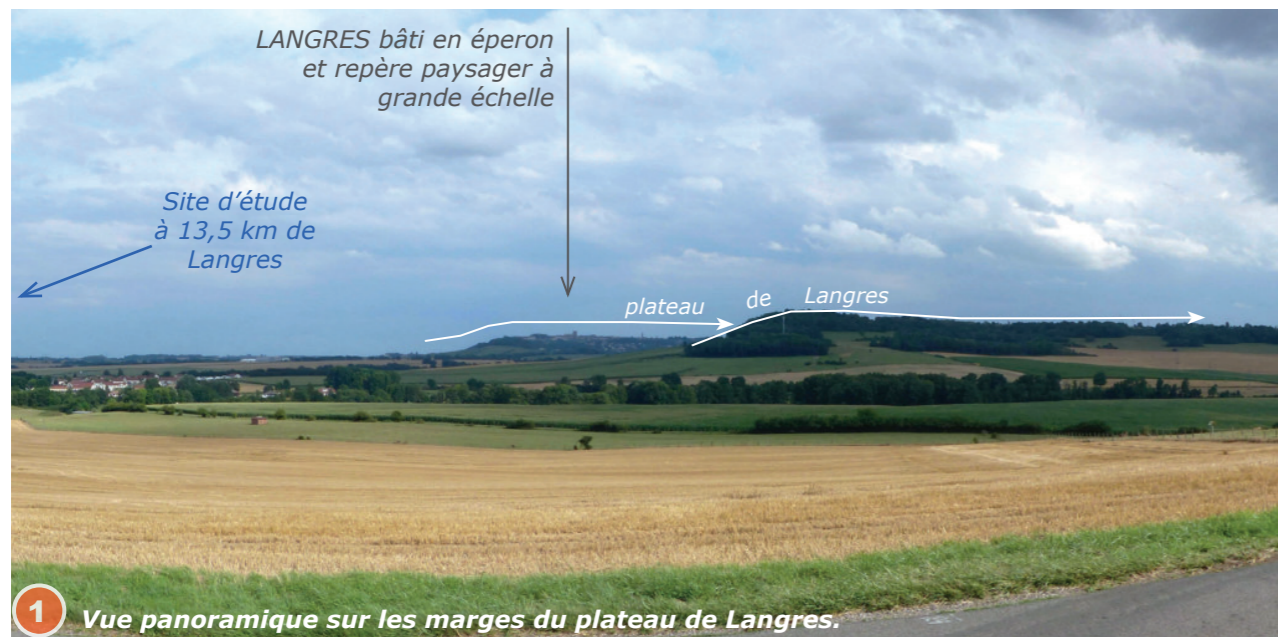 LANGRES bâti en éperon
et repère paysager à
grande échelle
Site d’étude
à 13,5 km de
Langres
plateau de Langres
1 Vue panoramique sur les marges du plateau de Langres.